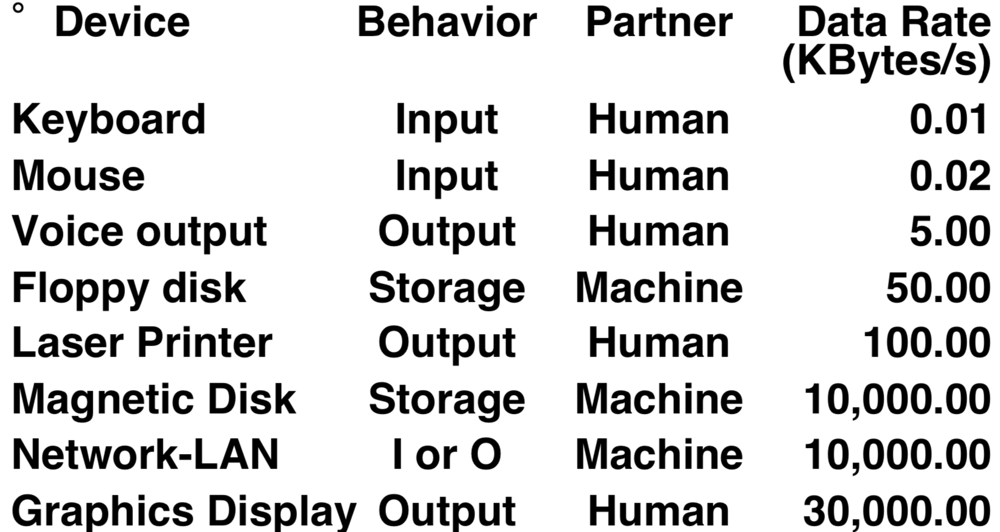 ° Device Behavior Partner Data Rate
(KBytes/s)
Keyboard Input Human 0.01
Mouse Input Human 0.02
Voice output Output Human 5.00
Floppy disk Storage Machine 50.00
Laser Printer Output Human 100.00
Magnetic Disk Storage Machine 10,000.00
Network-LAN I or O Machine 10,000.00
Graphics Display Output Human 30,000.00